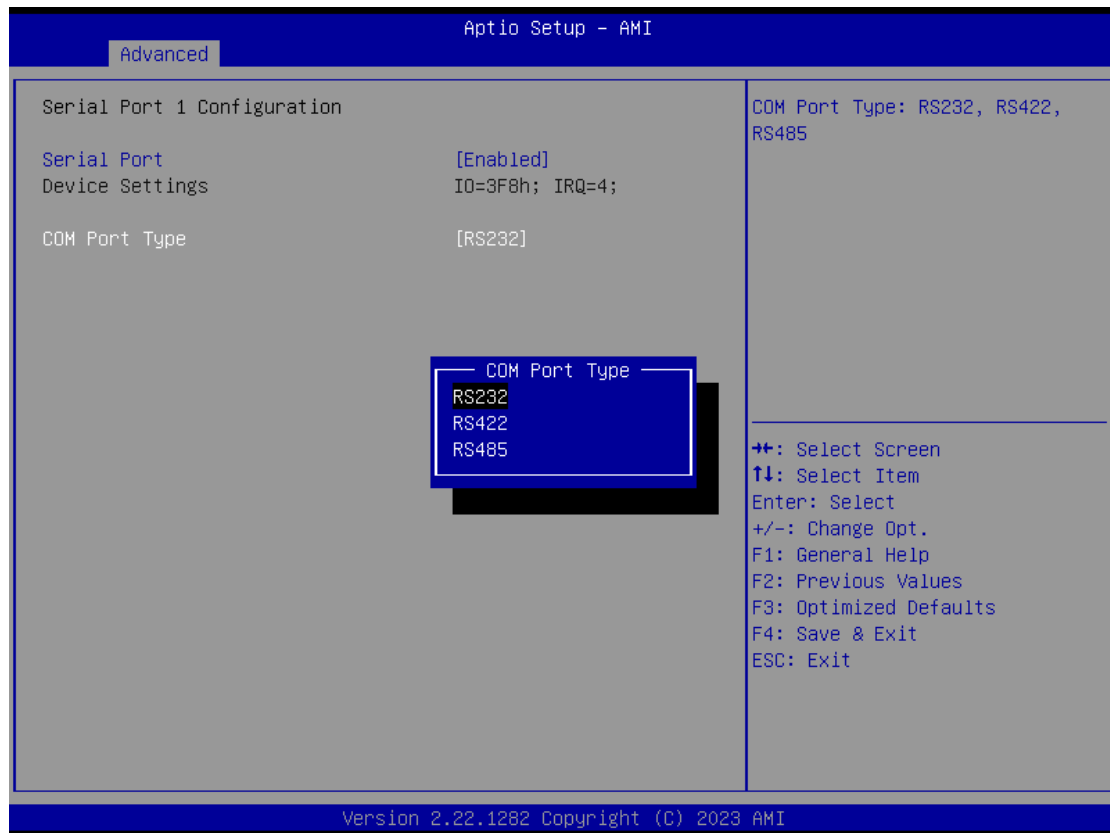 Aptio Setup - AMI
Advanced
Serial Port 1 Configuration
Serial Port [Enabled]
Device Settings IO=3F8h; IRQ=4;
COM Port Type [RS232]
COM Port Type
RS232
RS422
RS485
COM Port Type: RS232, RS422,
RS485
→←: Select Screen
↑↓: Select Item
Enter: Select
+/-: Change Opt.
F1: General Help
F2: Previous Values
F3: Optimized Defaults
F4: Save & Exit
ESC: Exit
Version 2.22.1282 Copyright (C) 2023 AMI